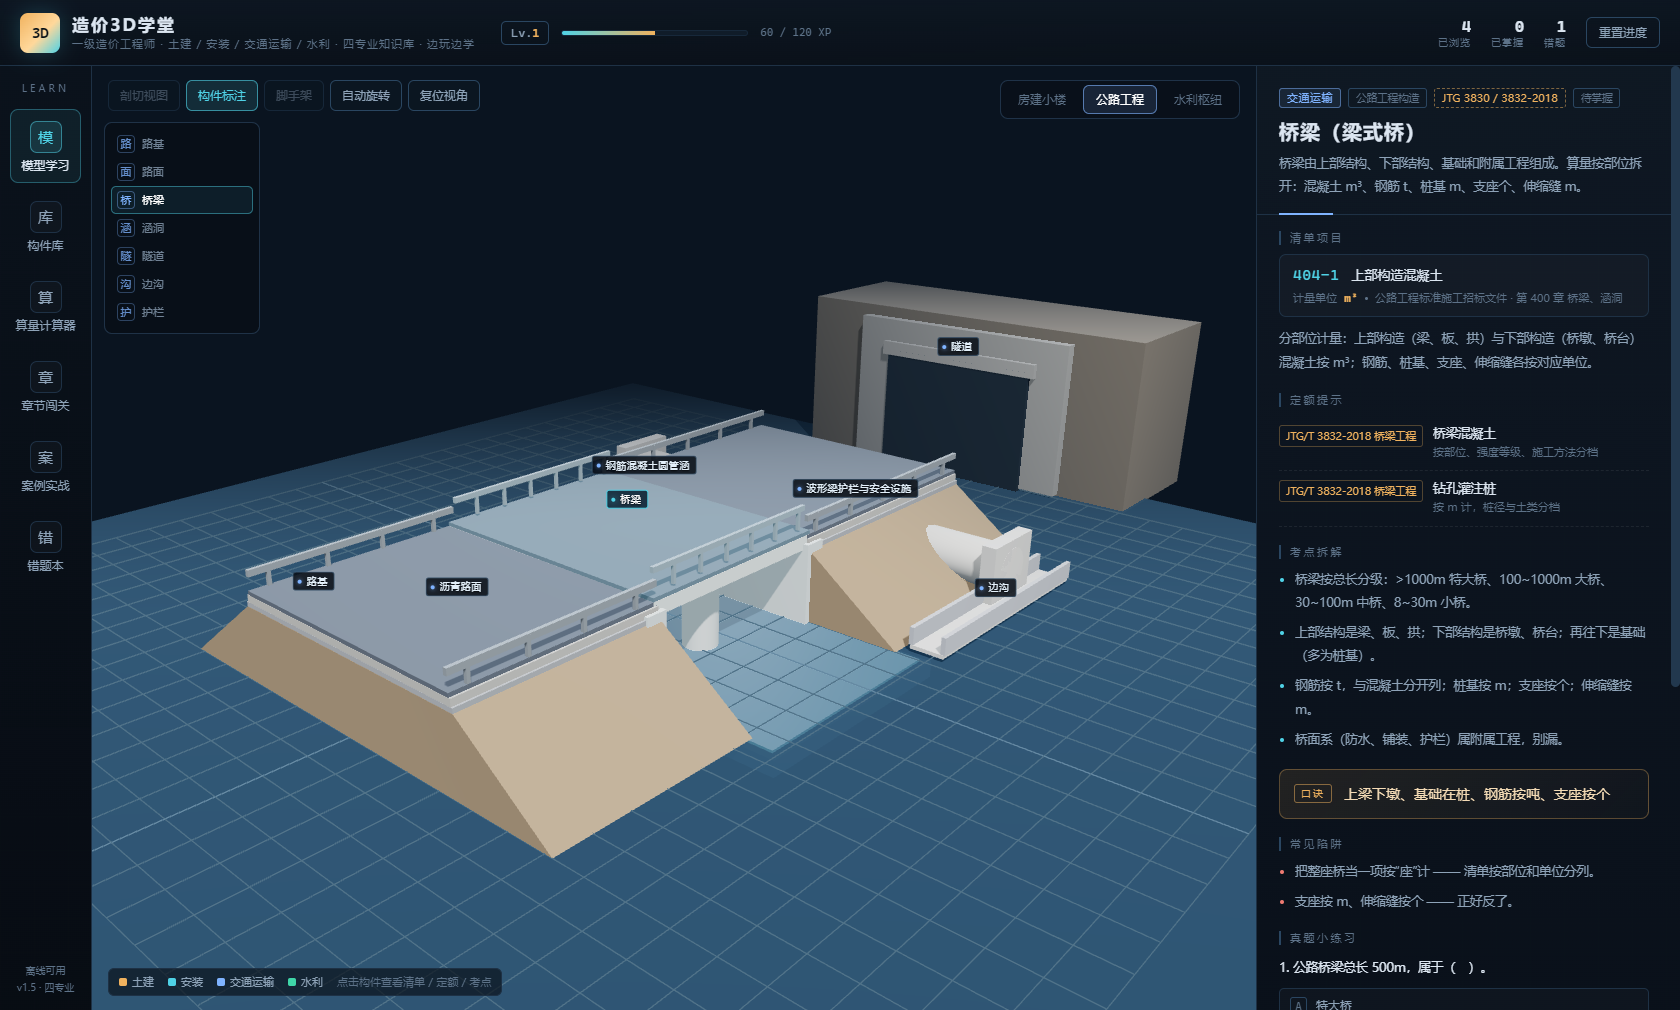 3D
造价3D学堂
一级造价工程师 · 土建 / 安装 / 交通运输 / 水利 · 四专业知识库 · 边玩边学
Lv.1
60 / 120 XP
4
已浏览
0
已掌握
1
错题
重置进度
LEARN
模
模型学习
库
构件库
算
算量计算器
章
章节闯关
案
案例实战
错
错题本
离线可用
v1.5 · 四专业
剖切视图
构件标注
脚手架
自动旋转
复位视角
房建小楼
公路工程
水利枢纽
路 路基
面 路面
桥 桥梁
涵 涵洞
隧 隧道
沟 边沟
护 护栏
隧道
钢筋混凝土圆管涵
桥梁
波形梁护栏与安全设施
路基
沥青路面
边沟
土建
安装
交通运输
水利
点击构件查看清单 / 定额 / 考点
交通运输
公路工程构造
JTG 3830 / 3832-2018
待掌握
桥梁（梁式桥）
桥梁由上部结构、下部结构、基础和附属工程组成。算量按部位拆
开：混凝土 m³、钢筋 t、桩基 m、支座个、伸缩缝 m。
清单项目
404-1 上部构造混凝土
计量单位 m³ • 公路工程标准施工招标文件 · 第 400 章 桥梁、涵洞
分部位计量：上部构造（梁、板、拱）与下部构造（桥墩、桥台）
混凝土按 m³；钢筋、桩基、支座、伸缩缝各按对应单位。
定额提示
JTG/T 3832-2018 桥梁工程
桥梁混凝土
按部位、强度等级、施工方法分档
JTG/T 3832-2018 桥梁工程
钻孔灌注桩
按 m 计，桩径与土类分档
考点拆解
• 桥梁按总长分级：>1000m 特大桥、100~1000m 大桥、
30~100m 中桥、8~30m 小桥。
• 上部结构是梁、板、拱；下部结构是桥墩、桥台；再往下是基础
（多为桩基）。
• 钢筋按 t，与混凝土分开列；桩基按 m；支座按个；伸缩缝按
m。
• 桥面系（防水、铺装、护栏）属附属工程，别漏。
口诀 上梁下墩、基础在桩、钢筋按吨、支座按个
常见陷阱
• 把整座桥当一项按“座”计 —— 清单按部位和单位分列。
• 支座按 m、伸缩缝按个 —— 正好反了。
真题小练习
1. 公路桥梁总长 500m，属于（ ）。
A 特大桥